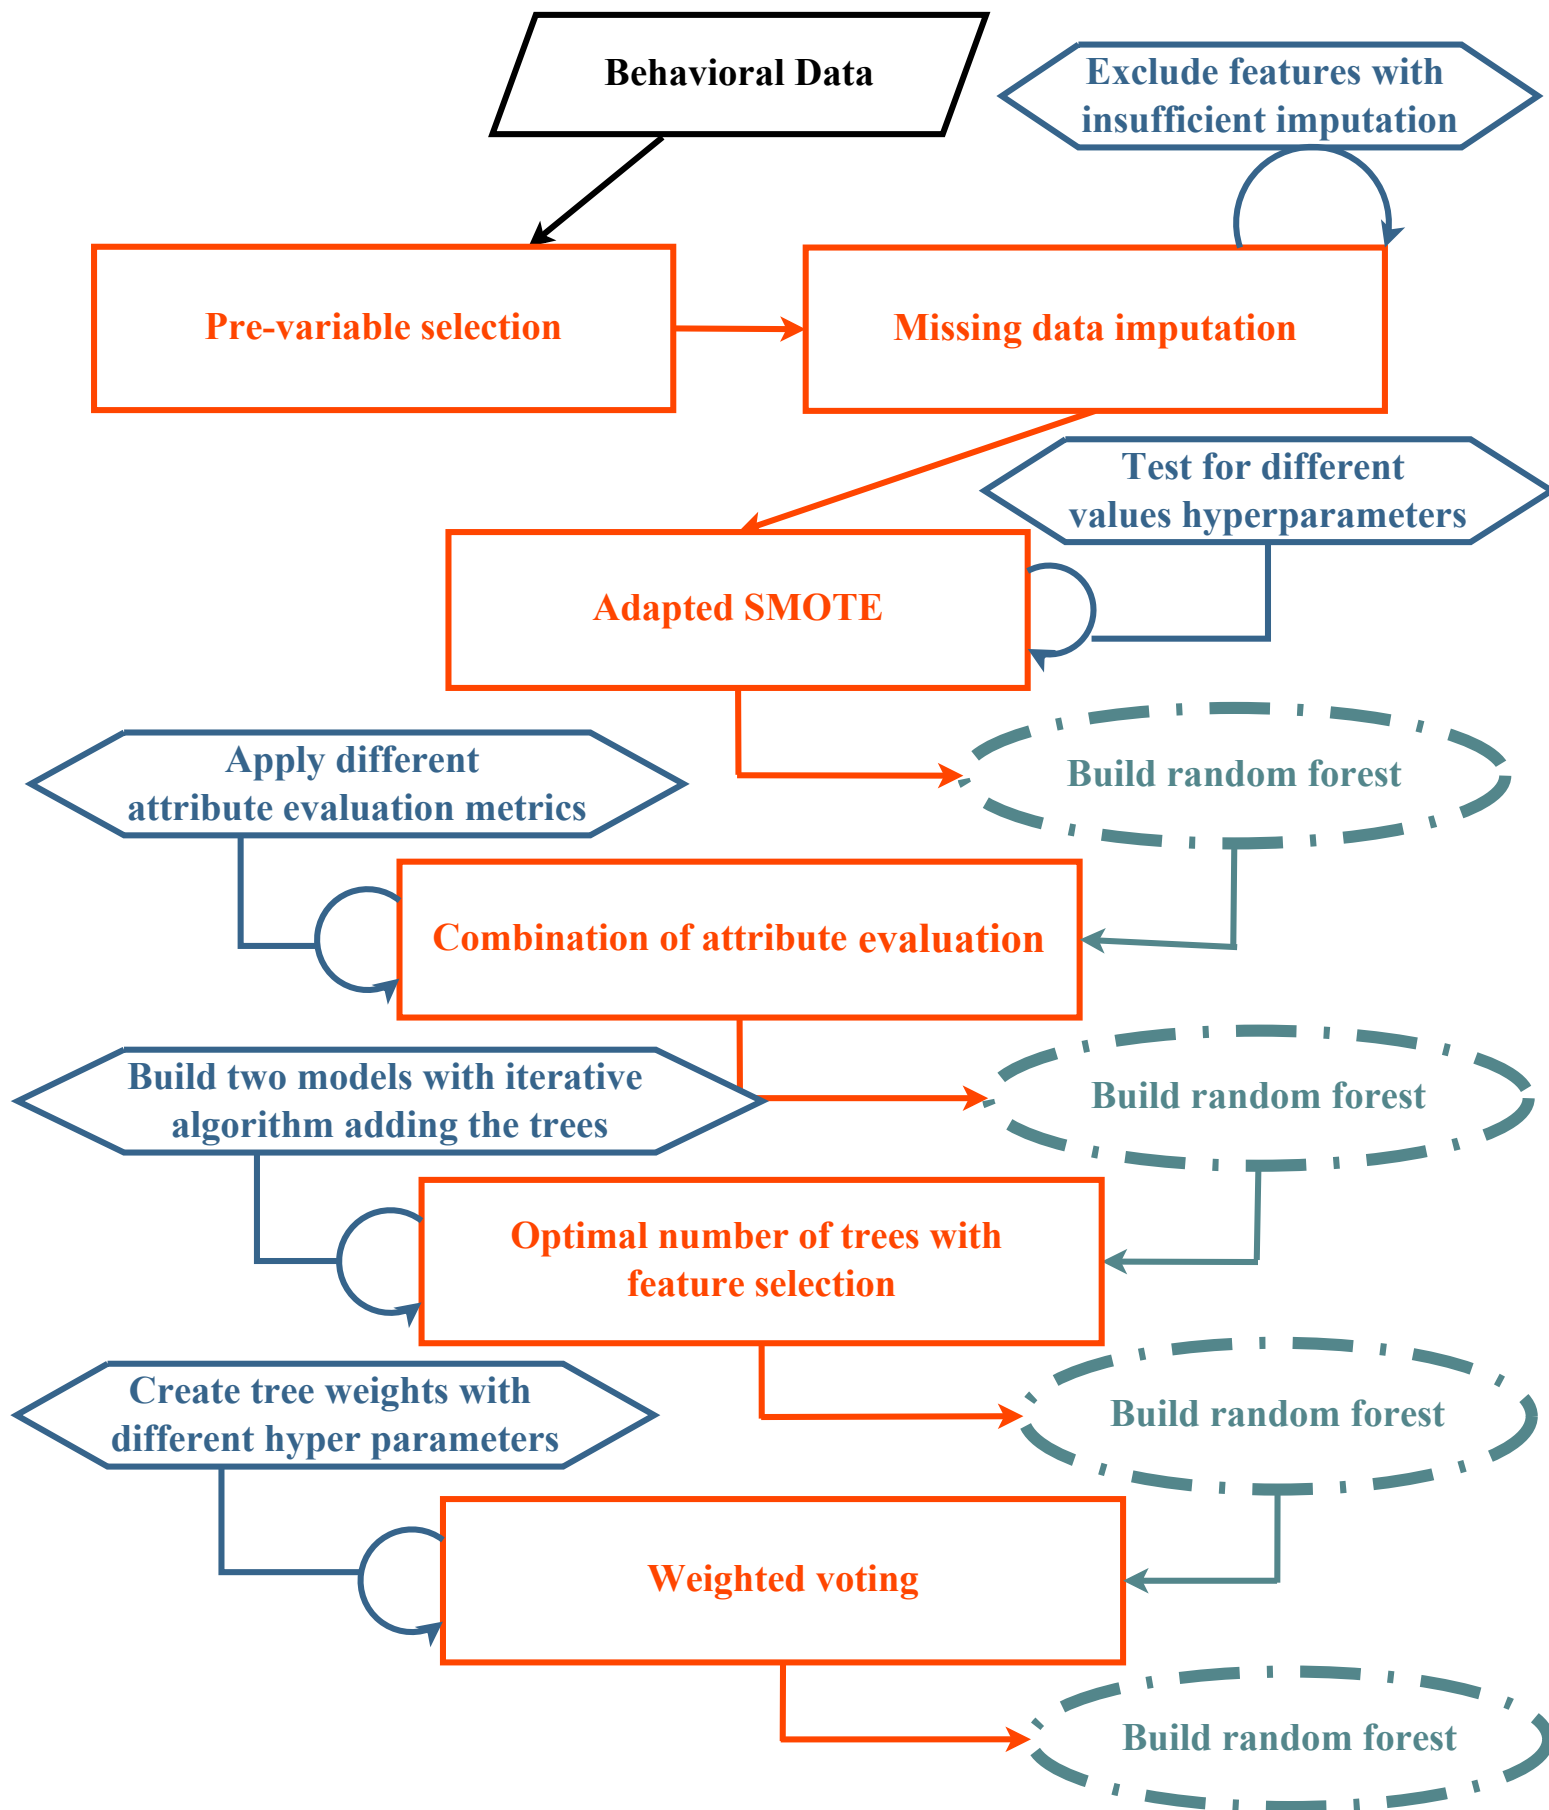 Behavioral Data
Exclude features with
insufficient imputation
Pre-variable selection
Missing data imputation
Test for different
values hyperparameters
Adapted SMOTE
Build random forest
Apply different
attribute evaluation metrics
Combination of attribute evaluation
Build two models with iterative
algorithm adding the trees
Build random forest
Optimal number of trees with
feature selection
Create tree weights with
different hyper parameters
Build random forest
Weighted voting
Build random forest